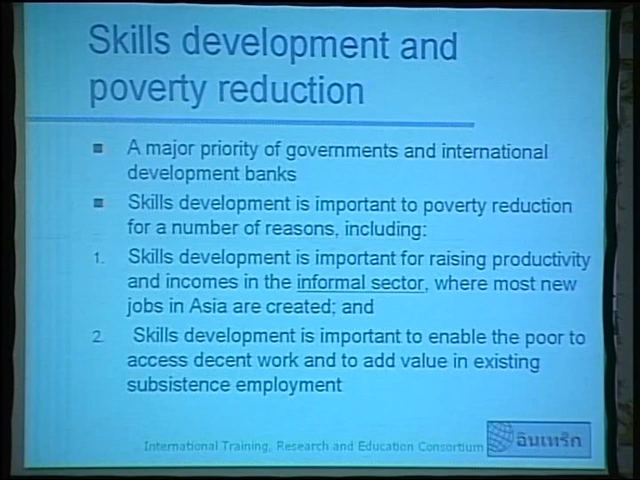 Skills development and
poverty reduction
A major priority of governments and international
development banks
Skills development is important to poverty reduction
for a number of reasons, including:
1. Skills development is important for raising productivity
and incomes in the informal sector, where most new
jobs in Asia are created; and
2. Skills development is important to enable the poor to
access decent work and to add value in existing
subsistence employment
International Training, Research and Education Consortium
อินเทร็ก